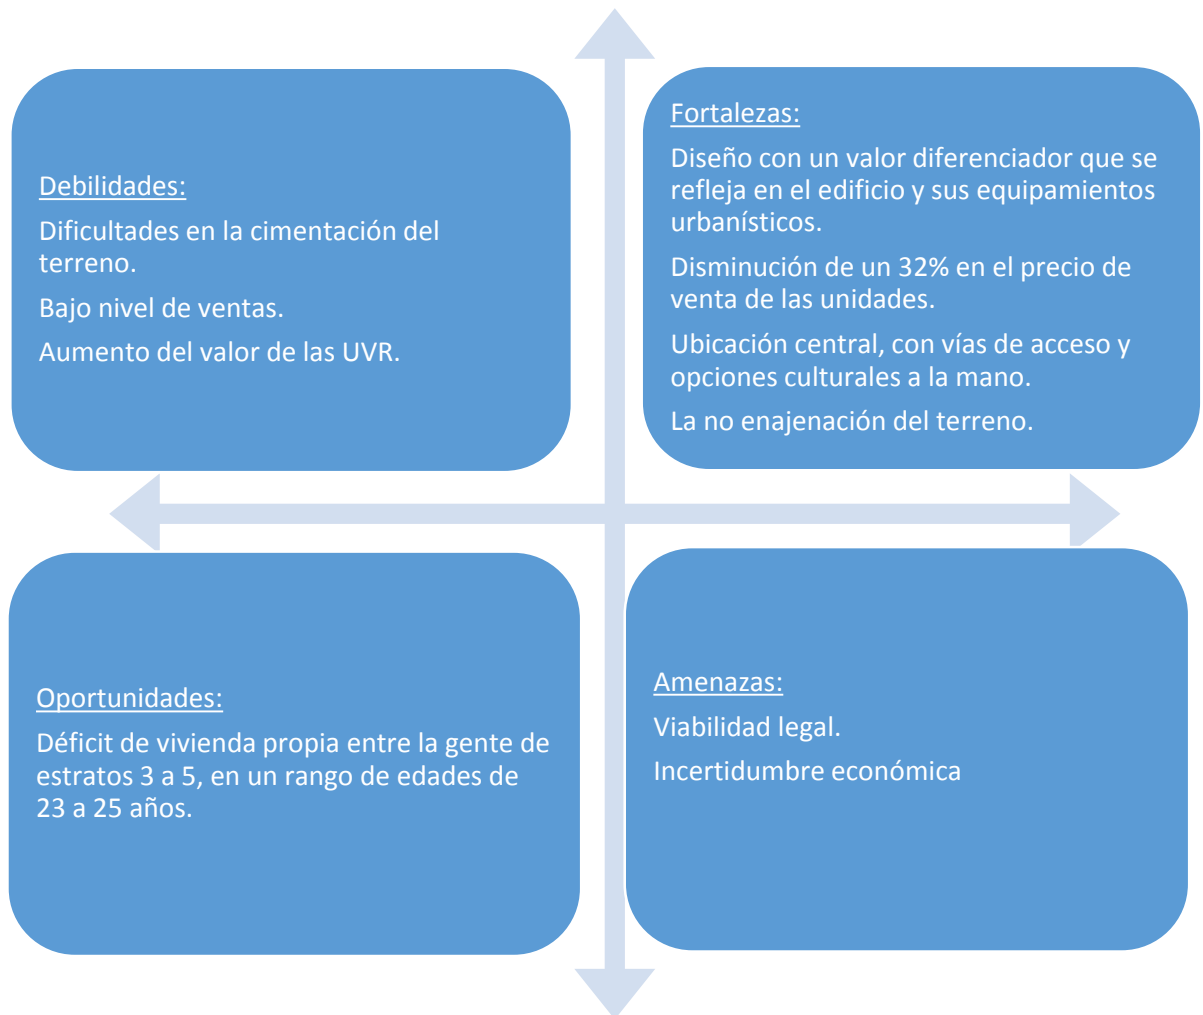 Debilidades:
Dificultades en la cimentación del
terreno.
Bajo nivel de ventas.
Aumento del valor de las UVR.
Fortalezas:
Diseño con un valor diferenciador que se
refleja en el edificio y sus equipamientos
urbanísticos.
Disminución de un 32% en el precio de
venta de las unidades.
Ubicación central, con vías de acceso y
opciones culturales a la mano.
La no enajenación del terreno.
Oportunidades:
Déficit de vivienda propia entre la gente de
estratos 3 a 5, en un rango de edades de
23 a 25 años.
Amenazas:
Viabilidad legal.
Incertidumbre económica